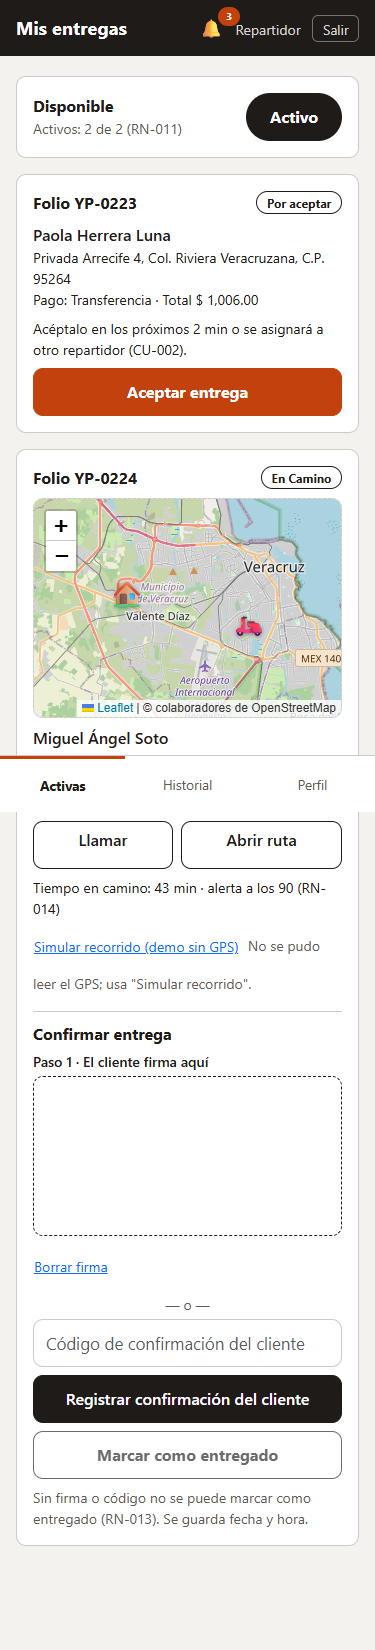 Mis entregas
3
Repartidor
Salir
Disponible
Activos: 2 de 2 (RN-011)
Activo
Folio YP-0223
Por aceptar
Paola Herrera Luna
Privada Arrecife 4, Col. Riviera Veracruzana, C.P.
95264
Pago: Transferencia · Total $ 1,006.00
Acéptalo en los próximos 2 min o se asignará a
otro repartidor (CU-002).
Aceptar entrega
Folio YP-0224
En Camino
+
−
Veracruz
Municipio
de Veracruz
Valente Díaz
MEX 140
Aeropuerto
Internacional
Leaflet | © colaboradores de OpenStreetMap
Miguel Ángel Soto
Activas
Historial
Perfil
Llamar
Abrir ruta
Tiempo en camino: 43 min · alerta a los 90 (RN-
014)
Simular recorrido (demo sin GPS) No se pudo
leer el GPS; usa "Simular recorrido".
Confirmar entrega
Paso 1 · El cliente firma aquí
Borrar firma
— o —
Código de confirmación del cliente
Registrar confirmación del cliente
Marcar como entregado
Sin firma o código no se puede marcar como
entregado (RN-013). Se guarda fecha y hora.